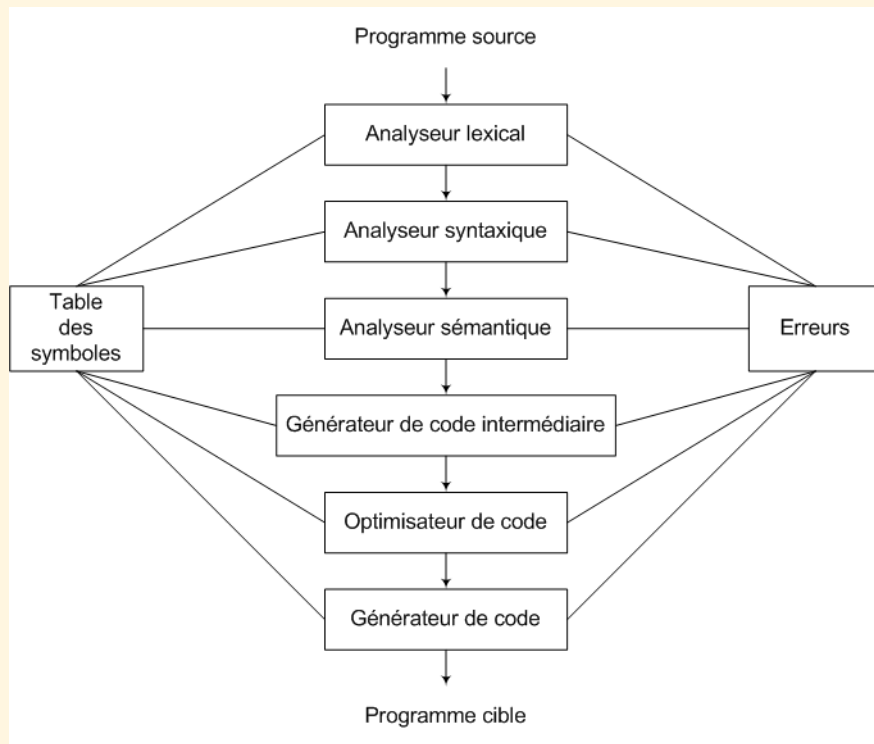 Programme source
Analyseur lexical
Analyseur syntaxique
Table
des
symboles
Analyseur sémantique
Erreurs
Générateur de code intermédiaire
Optimisateur de code
Générateur de code
Programme cible